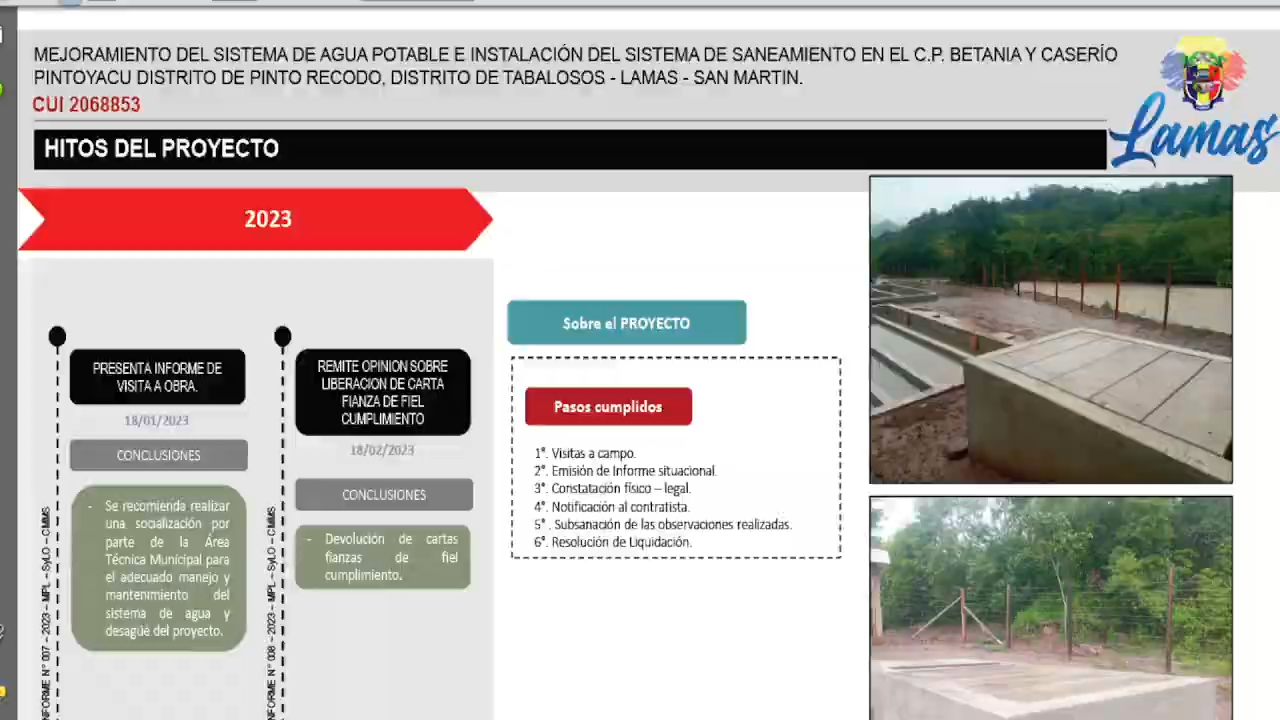 MEJORAMIENTO DEL SISTEMA DE AGUA POTABLE E INSTALACIÓN DEL SISTEMA DE SANEAMIENTO EN EL C.P. BETANIA Y CASERÍO
PINTOYACU DISTRITO DE PINTO RECODO, DISTRITO DE TABALOSOS - LAMAS - SAN MARTIN.
CUI 2068853
Lamas
HITOS DEL PROYECTO
2023
PRESENTA INFORME DE
VISITA A OBRA.
18/01/2023
CONCLUSIONES
- Se recomienda realizar
una socialización por
parte de la Área
Técnica Municipal para
el adecuado manejo y
mantenimiento del
sistema de agua y
desagüé del proyecto.
NFORME N° 007 – 2023 – MPL – SyLO – CMMS
REMITE OPINION SOBRE
LIBERACION DE CARTA
FIANZA DE FIEL
CUMPLIMIENTO
18/02/2023
CONCLUSIONES
- Devolución de cartas
fianzas de fiel
cumplimiento.
NFORME N° 008 – 2023 – MPL – SyLO – CMMS
Sobre el PROYECTO
Pasos cumplidos
1°. Visitas a campo.
2°. Emisión de Informe situacional.
3°. Constatación físico – legal.
4°. Notificación al contratista.
5° . Subsanación de las observaciones realizadas.
6°. Resolución de Liquidación.